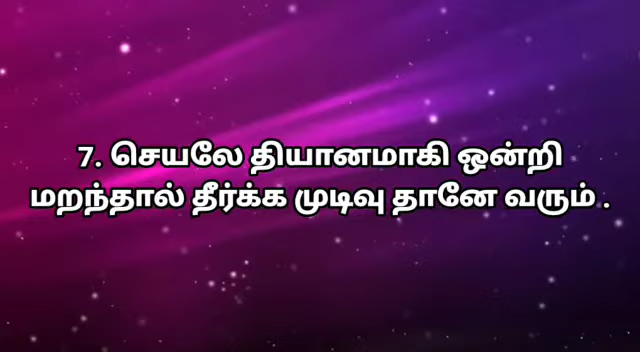 7. செயலே தியானமாகி ஒன்றி
மறந்தால் தீர்க்க முடிவு தானே வரும் .